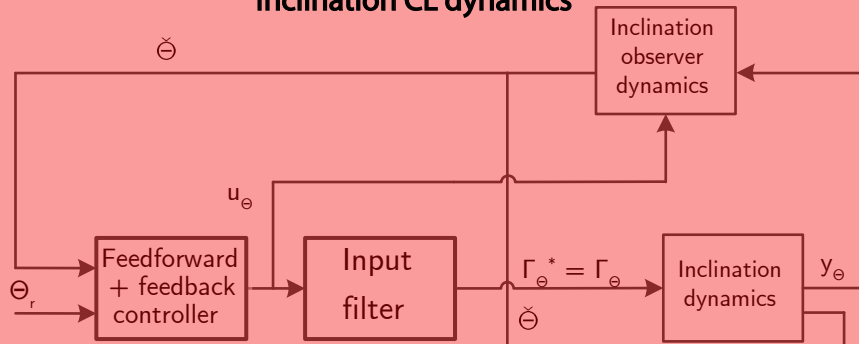 Inclination CL dynamics
Inclination
observer
dynamics
Θ̌
u_Θ
Feedforward
+ feedback
controller
Input
filter
Γ_Θ* = Γ_Θ
Inclination
dynamics
y_Θ
Θ_r
Θ̌